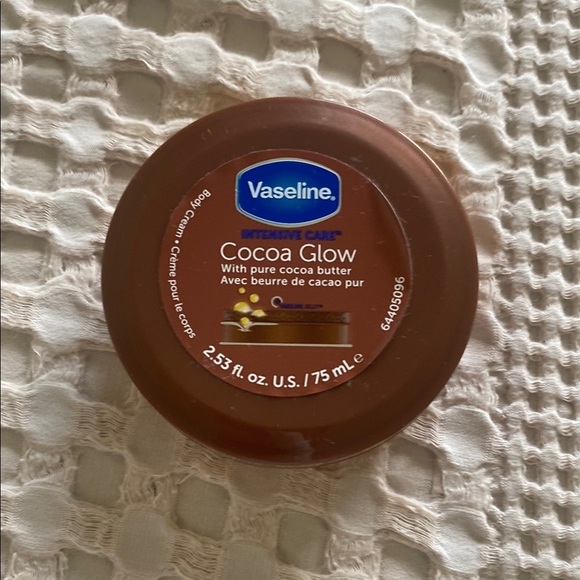 Vaseline®
INTENSIVE CARE™
Cocoa Glow
With pure cocoa butter
Avec beurre de cacao pur
Body Cream • Crème pour le corps
2.53 fl. oz. U.S. / 75 mL e
64405096